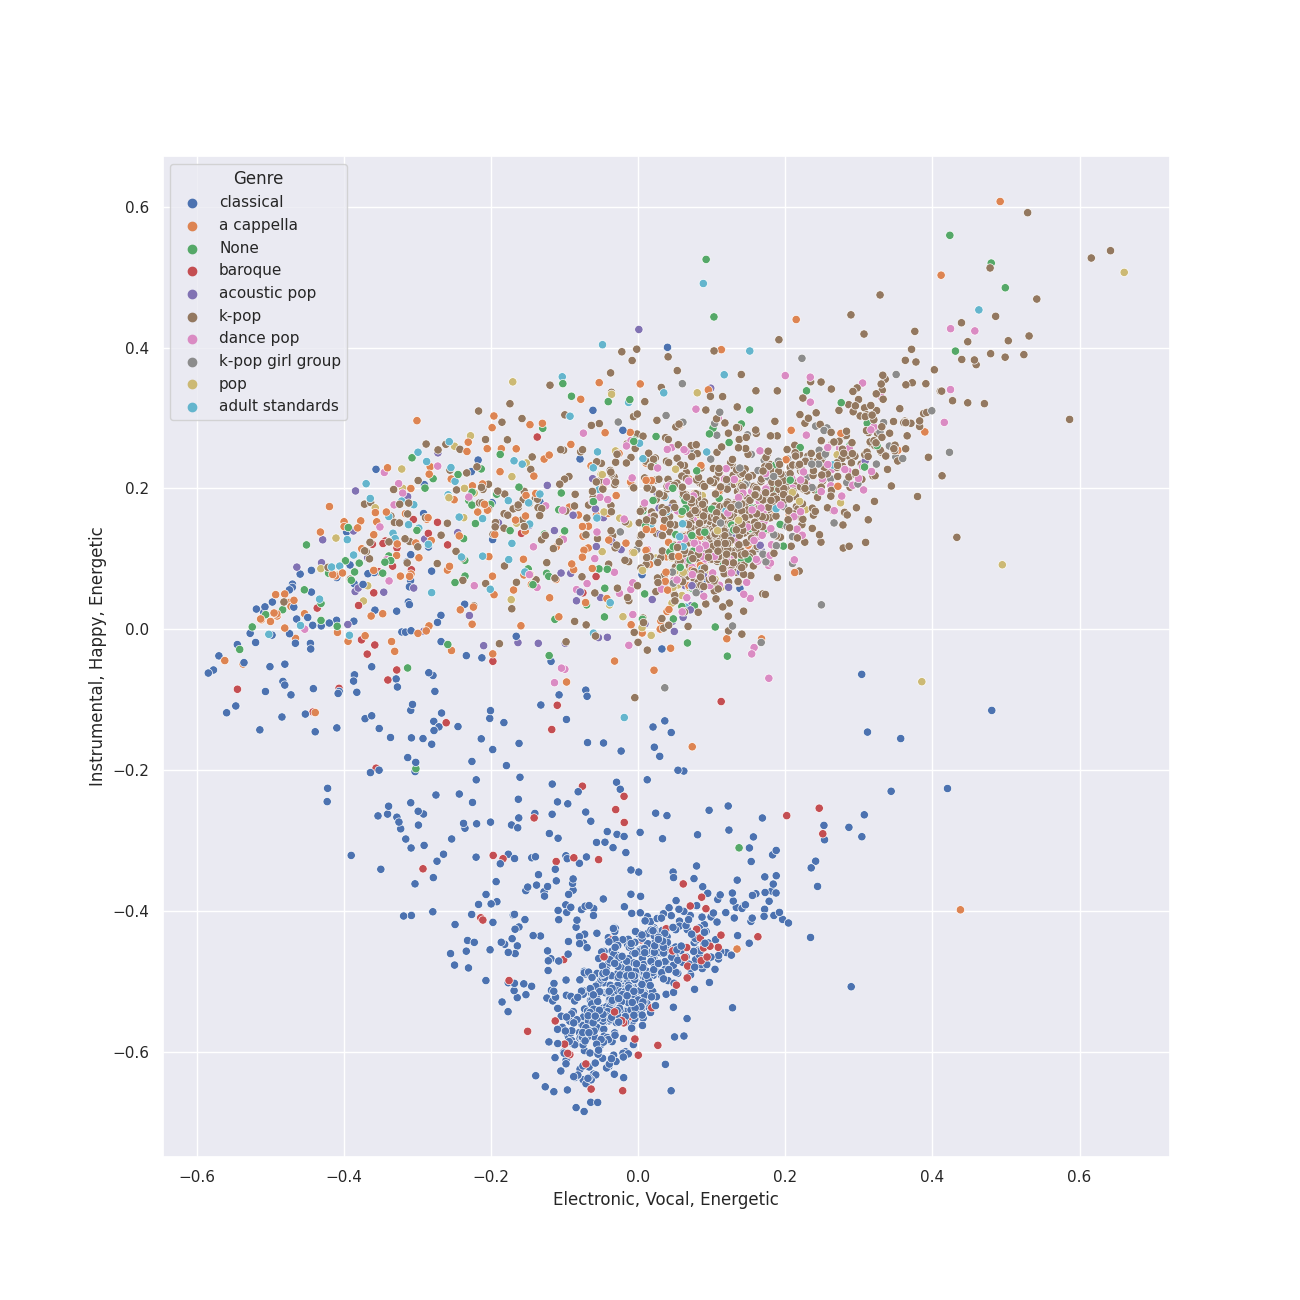 Genre
classical
a cappella
None
baroque
acoustic pop
k-pop
dance pop
k-pop girl group
pop
adult standards
0.6
0.4
0.2
0.0
−0.2
−0.4
−0.6
Instrumental, Happy, Energetic
−0.6 −0.4 −0.2 0.0 0.2 0.4 0.6
Electronic, Vocal, Energetic